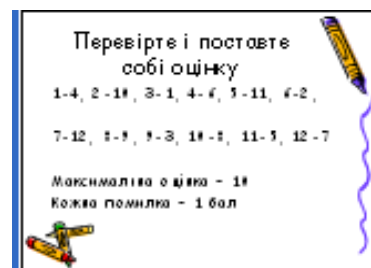 Перевірте і поставте
собі оцінку
1-4, 2-10, 3-1, 4-6, 5-11, 6-2,
7-12, 8-9, 9-3, 10-8, 11-5, 12-7
Максимальна оцінка - 10
Кожна помилка - 1 бал